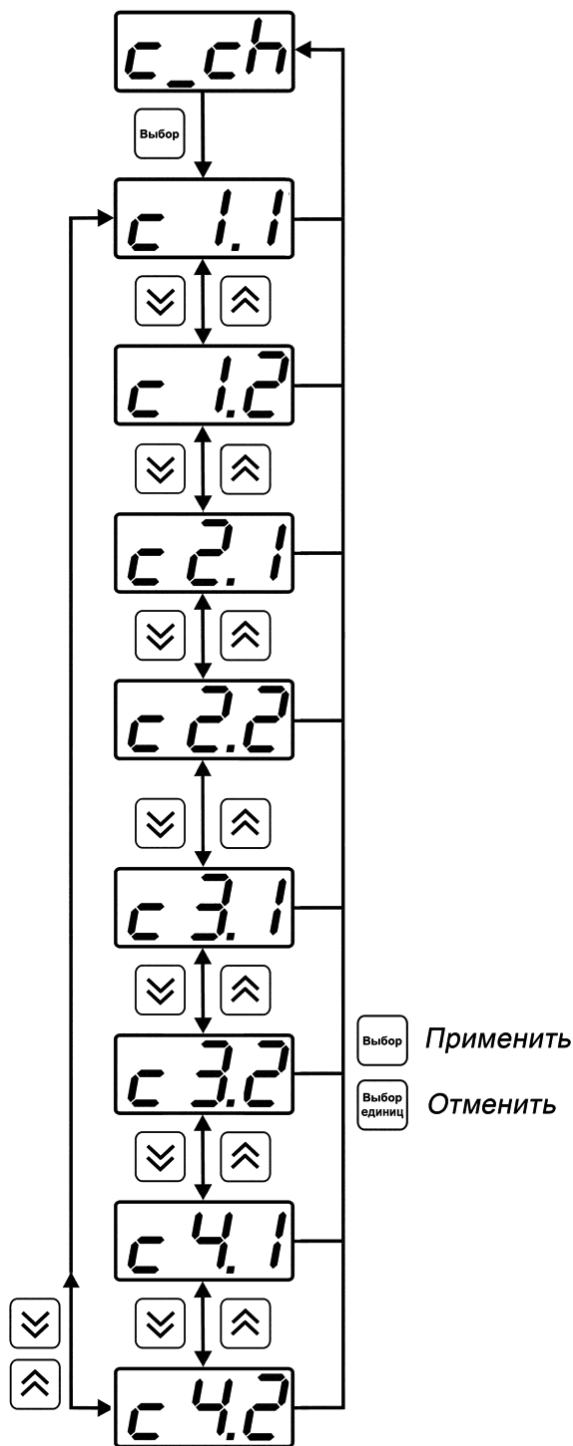 c_ch
Выбор
c 1.1
c 1.2
c 2.1
c 2.2
c 3.1
c 3.2
Выбор Применить
Выбор
единиц Отменить
c 4.1
c 4.2